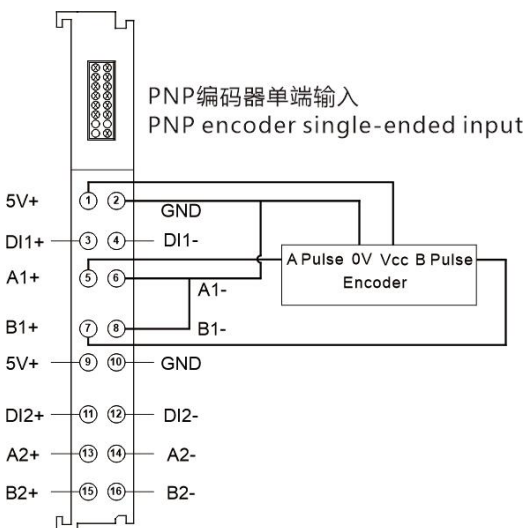 PNP编码器单端输入
PNP encoder single-ended input
5V+ 1 2 GND
DI1+ 3 4 DI1-
A Pulse 0V Vcc B Pulse
Encoder
A1+ 5 6 A1-
B1+ 7 8 B1-
5V+ 9 10 GND
DI2+ 11 12 DI2-
A2+ 13 14 A2-
B2+ 15 16 B2-